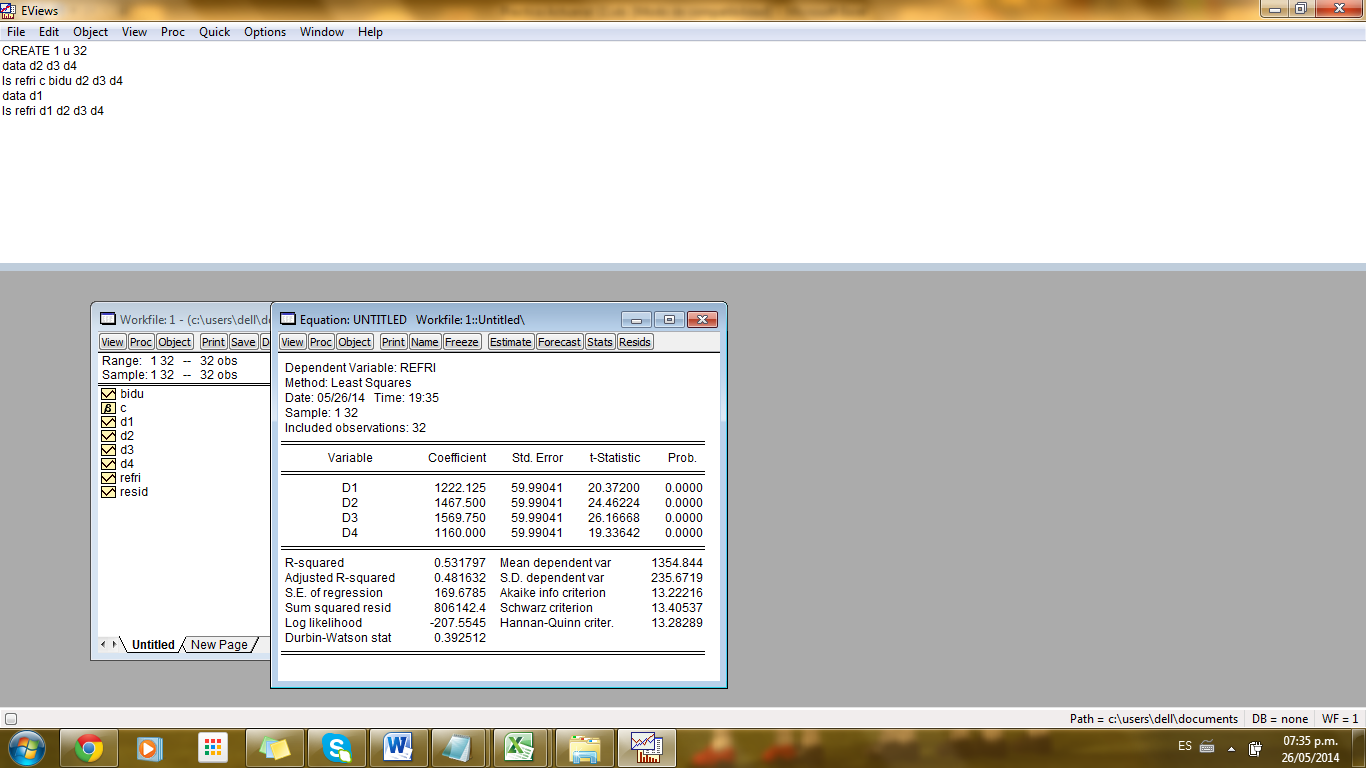 EViews
File Edit Object View Proc Quick Options Window Help
CREATE 1 u 32
data d2 d3 d4
ls refri c bidu d2 d3 d4
data d1
ls refri d1 d2 d3 d4
Workfile: 1 - (c:\users\dell\do
View Proc Object Print Save D
Range: 1 32 -- 32 obs
Sample: 1 32 -- 32 obs
bidu
β c
d1
d2
d3
d4
refri
resid
Untitled New Page
Equation: UNTITLED Workfile: 1::Untitled\
View Proc Object Print Name Freeze Estimate Forecast Stats Resids
Dependent Variable: REFRI
Method: Least Squares
Date: 05/26/14 Time: 19:35
Sample: 1 32
Included observations: 32
Variable Coefficient Std. Error t-Statistic Prob.
D1 1222.125 59.99041 20.37200 0.0000
D2 1467.500 59.99041 24.46224 0.0000
D3 1569.750 59.99041 26.16668 0.0000
D4 1160.000 59.99041 19.33642 0.0000
R-squared 0.531797 Mean dependent var 1354.844
Adjusted R-squared 0.481632 S.D. dependent var 235.6719
S.E. of regression 169.6785 Akaike info criterion 13.22216
Sum squared resid 806142.4 Schwarz criterion 13.40537
Log likelihood -207.5545 Hannan-Quinn criter. 13.28289
Durbin-Watson stat 0.392512
Path = c:\users\dell\documents DB = none WF = 1
ES 07:35 p.m.
26/05/2014